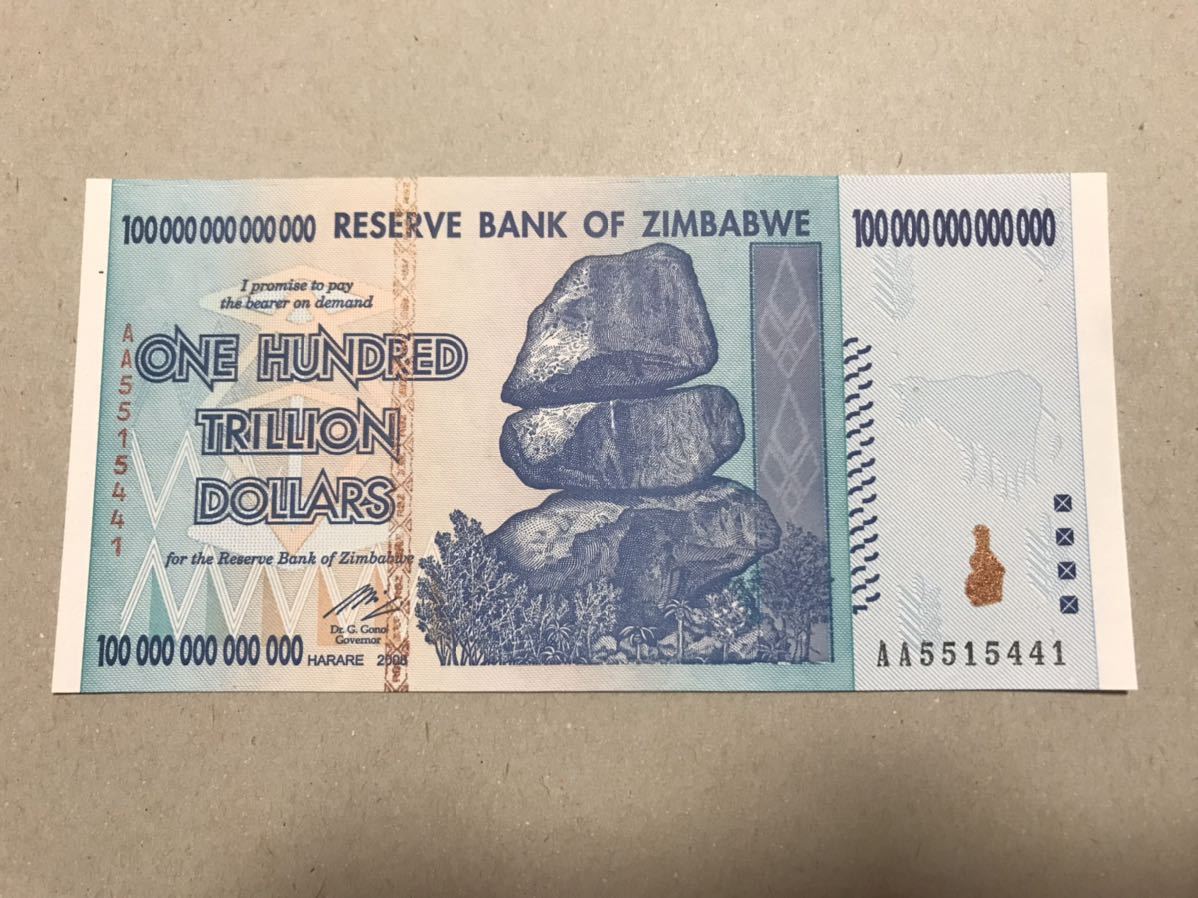 100 000 000 000 000 RESERVE BANK OF ZIMBABWE 100 000 000 000 000
I promise to pay
the bearer on demand
AA5515441
ONE HUNDRED
TRILLION
DOLLARS
for the Reserve Bank of Zimbabwe
Dr. G. Gono
Governor
100 000 000 000 000 HARARE 2008
AA5515441